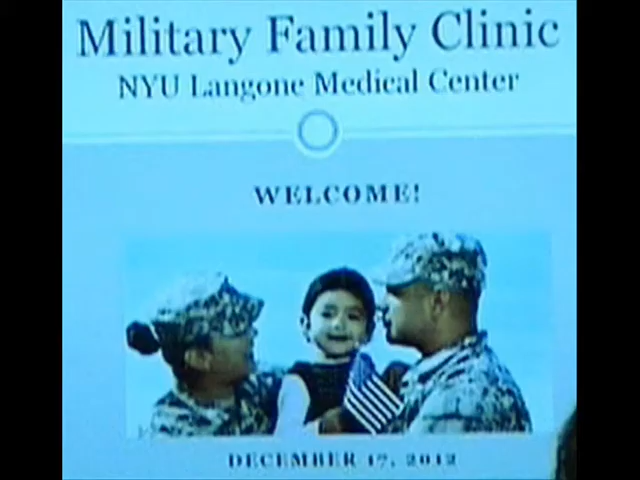 Military Family Clinic
NYU Langone Medical Center
WELCOME!
DECEMBER 17, 2012